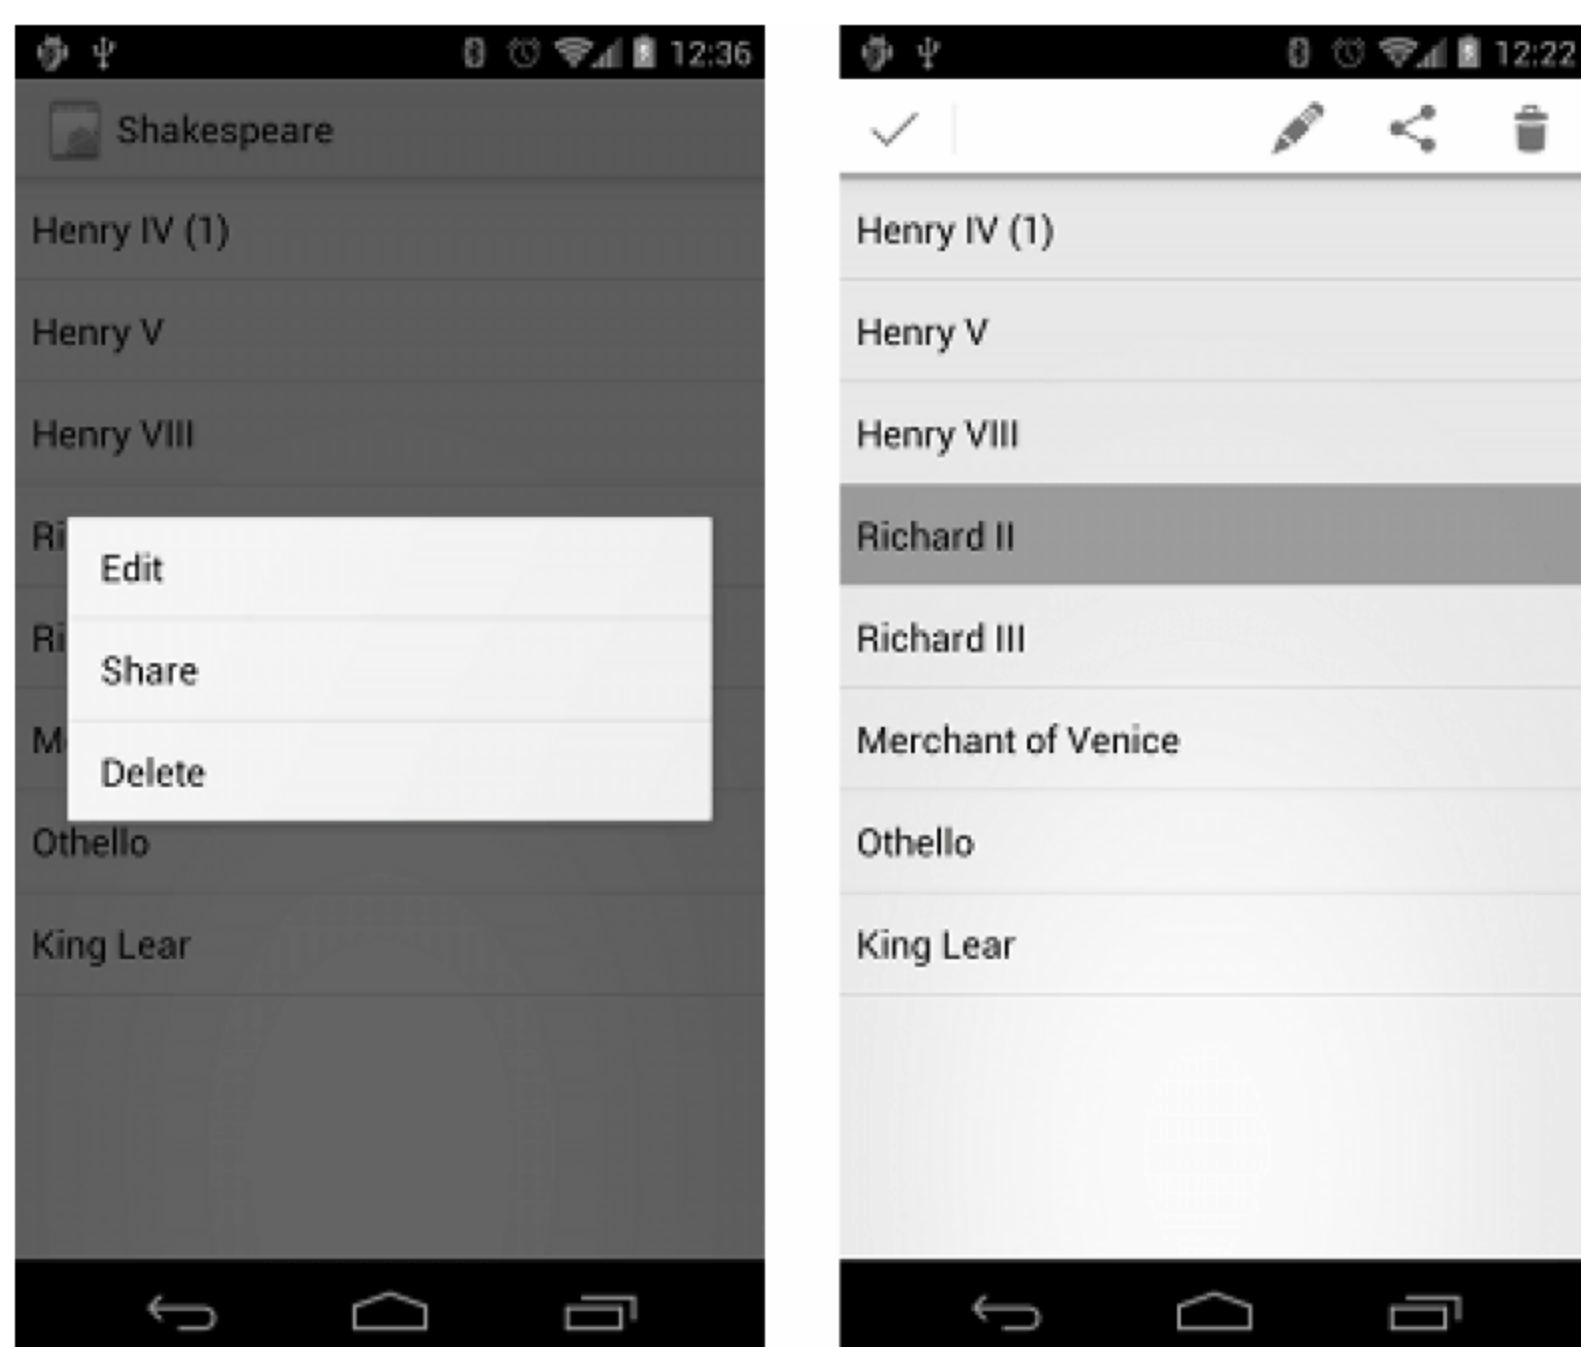 12:36
Shakespeare
Henry IV (1)
Henry V
Henry VIII
Ri
Edit
Ri
Share
M
Delete
Othello
King Lear
12:22
Henry IV (1)
Henry V
Henry VIII
Richard II
Richard III
Merchant of Venice
Othello
King Lear